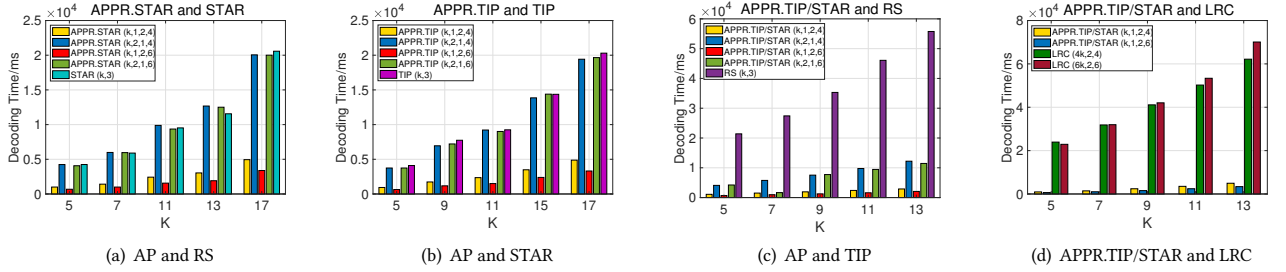 APPR.STAR and STAR
×10⁴
APPR.STAR (k,1,2,4)
APPR.STAR (k,2,1,4)
APPR.STAR (k,1,2,6)
APPR.STAR (k,2,1,6)
STAR (k,3)
Decoding Time/ms
2.5
2
1.5
1
0.5
0
5 7 11 13 17
K
(a) AP and RS
APPR.TIP and TIP
×10⁴
APPR.TIP (k,1,2,4)
APPR.TIP (k,2,1,4)
APPR.TIP (k,1,2,6)
APPR.TIP (k,2,1,6)
TIP (k,3)
Decoding Time/ms
2.5
2
1.5
1
0.5
0
5 9 11 15 17
K
(b) AP and STAR
APPR.TIP/STAR and RS
×10⁴
APPR.TIP/STAR (k,1,2,4)
APPR.TIP/STAR (k,2,1,4)
APPR.TIP/STAR (k,1,2,6)
APPR.TIP/STAR (k,2,1,6)
RS (k,3)
Decoding Time/ms
6
5
4
3
2
1
0
5 7 9 11 13
K
(c) AP and TIP
APPR.TIP/STAR and LRC
×10⁴
APPR.TIP/STAR (k,1,2,4)
APPR.TIP/STAR (k,1,2,6)
LRC (4k,2,4)
LRC (6k,2,6)
Decoding Time/ms
8
6
4
2
0
5 7 9 11 13
K
(d) APPR.TIP/STAR and LRC